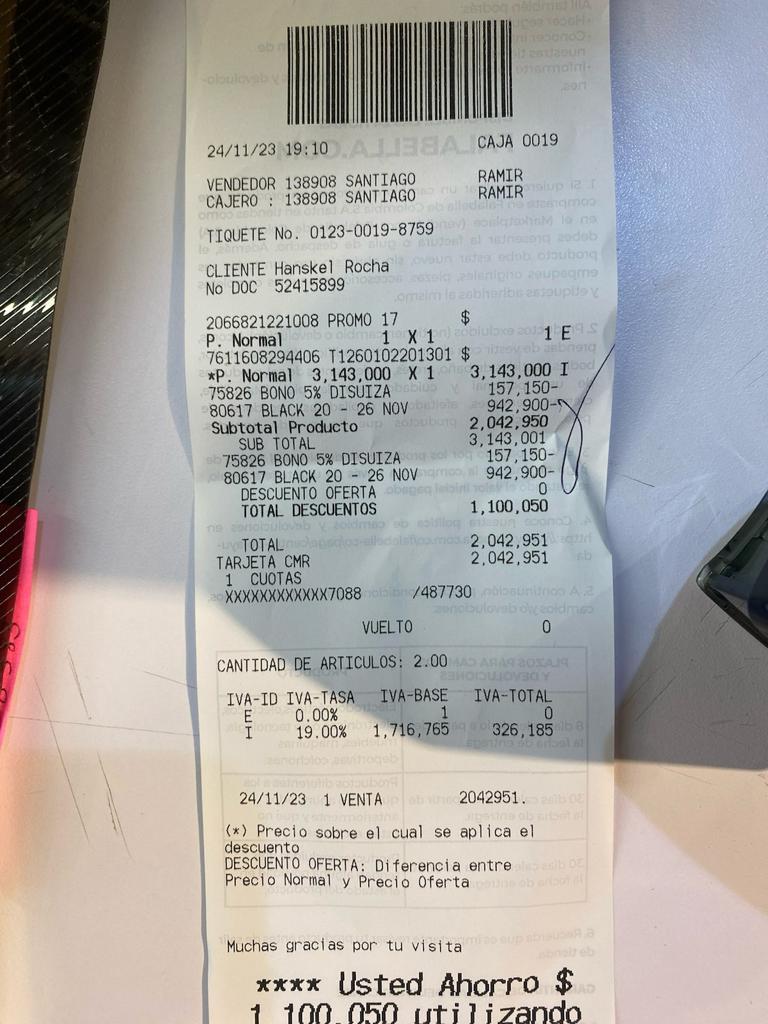 24/11/23 19:10 CAJA 0019
VENDEDOR 138908 SANTIAGO RAMIR
CAJERO : 138908 SANTIAGO RAMIR
TIQUETE No. 0123-0019-8759
CLIENTE Hanskel Rocha
No DOC 52415899
2066821221008 PROMO 17 $
P. Normal 1 X 1 1 E
7611608294406 T1260102201301 $
*P. Normal 3,143,000 X 1 3,143,000 I
75826 BONO 5% DISUIZA 157,150-
80617 BLACK 20 - 26 NOV 942,900-
Subtotal Producto 2,042,950
SUB TOTAL 3,143,001
75826 BONO 5% DISUIZA 157,150-
80617 BLACK 20 - 26 NOV 942,900-
DESCUENTO OFERTA 0
TOTAL DESCUENTOS 1,100,050
TOTAL 2,042,951
TARJETA CMR 2,042,951
1 CUOTAS
XXXXXXXXXXXX7088 /487730
VUELTO 0
CANTIDAD DE ARTICULOS: 2.00
IVA-ID IVA-TASA IVA-BASE IVA-TOTAL
E 0.00% 1 0
I 19.00% 1,716,765 326,185
24/11/23 1 VENTA 2042951.
(*) Precio sobre el cual se aplica el
descuento
DESCUENTO OFERTA: Diferencia entre
Precio Normal y Precio Oferta
Muchas gracias por tu visita
**** Usted Ahorro $
1 100,050 utilizando